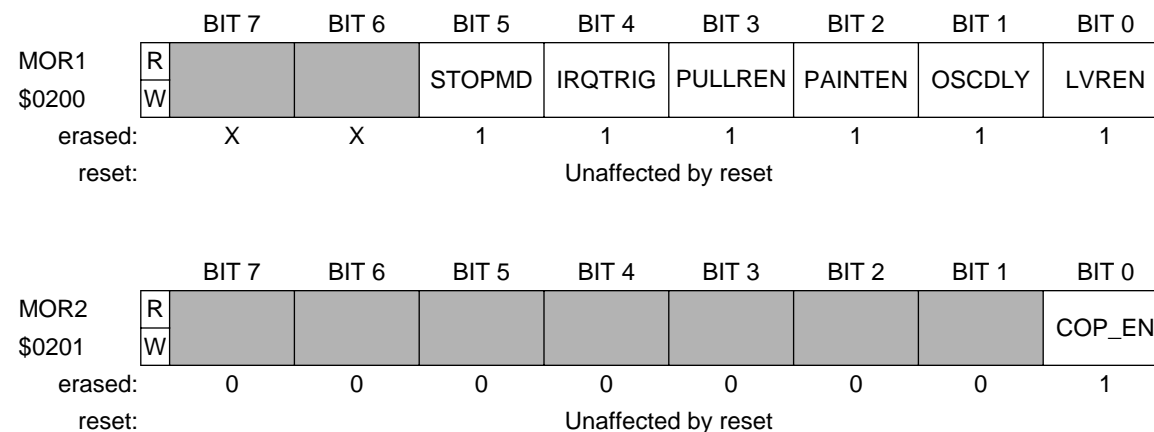 BIT 7 BIT 6 BIT 5 BIT 4 BIT 3 BIT 2 BIT 1 BIT 0
MOR1 R
STOPMD IRQTRIG PULLREN PAINTEN OSCDLY LVREN
$0200 W
erased: X X 1 1 1 1 1 1
reset: Unaffected by reset
BIT 7 BIT 6 BIT 5 BIT 4 BIT 3 BIT 2 BIT 1 BIT 0
MOR2 R
COP_EN
$0201 W
erased: 0 0 0 0 0 0 0 1
reset: Unaffected by reset